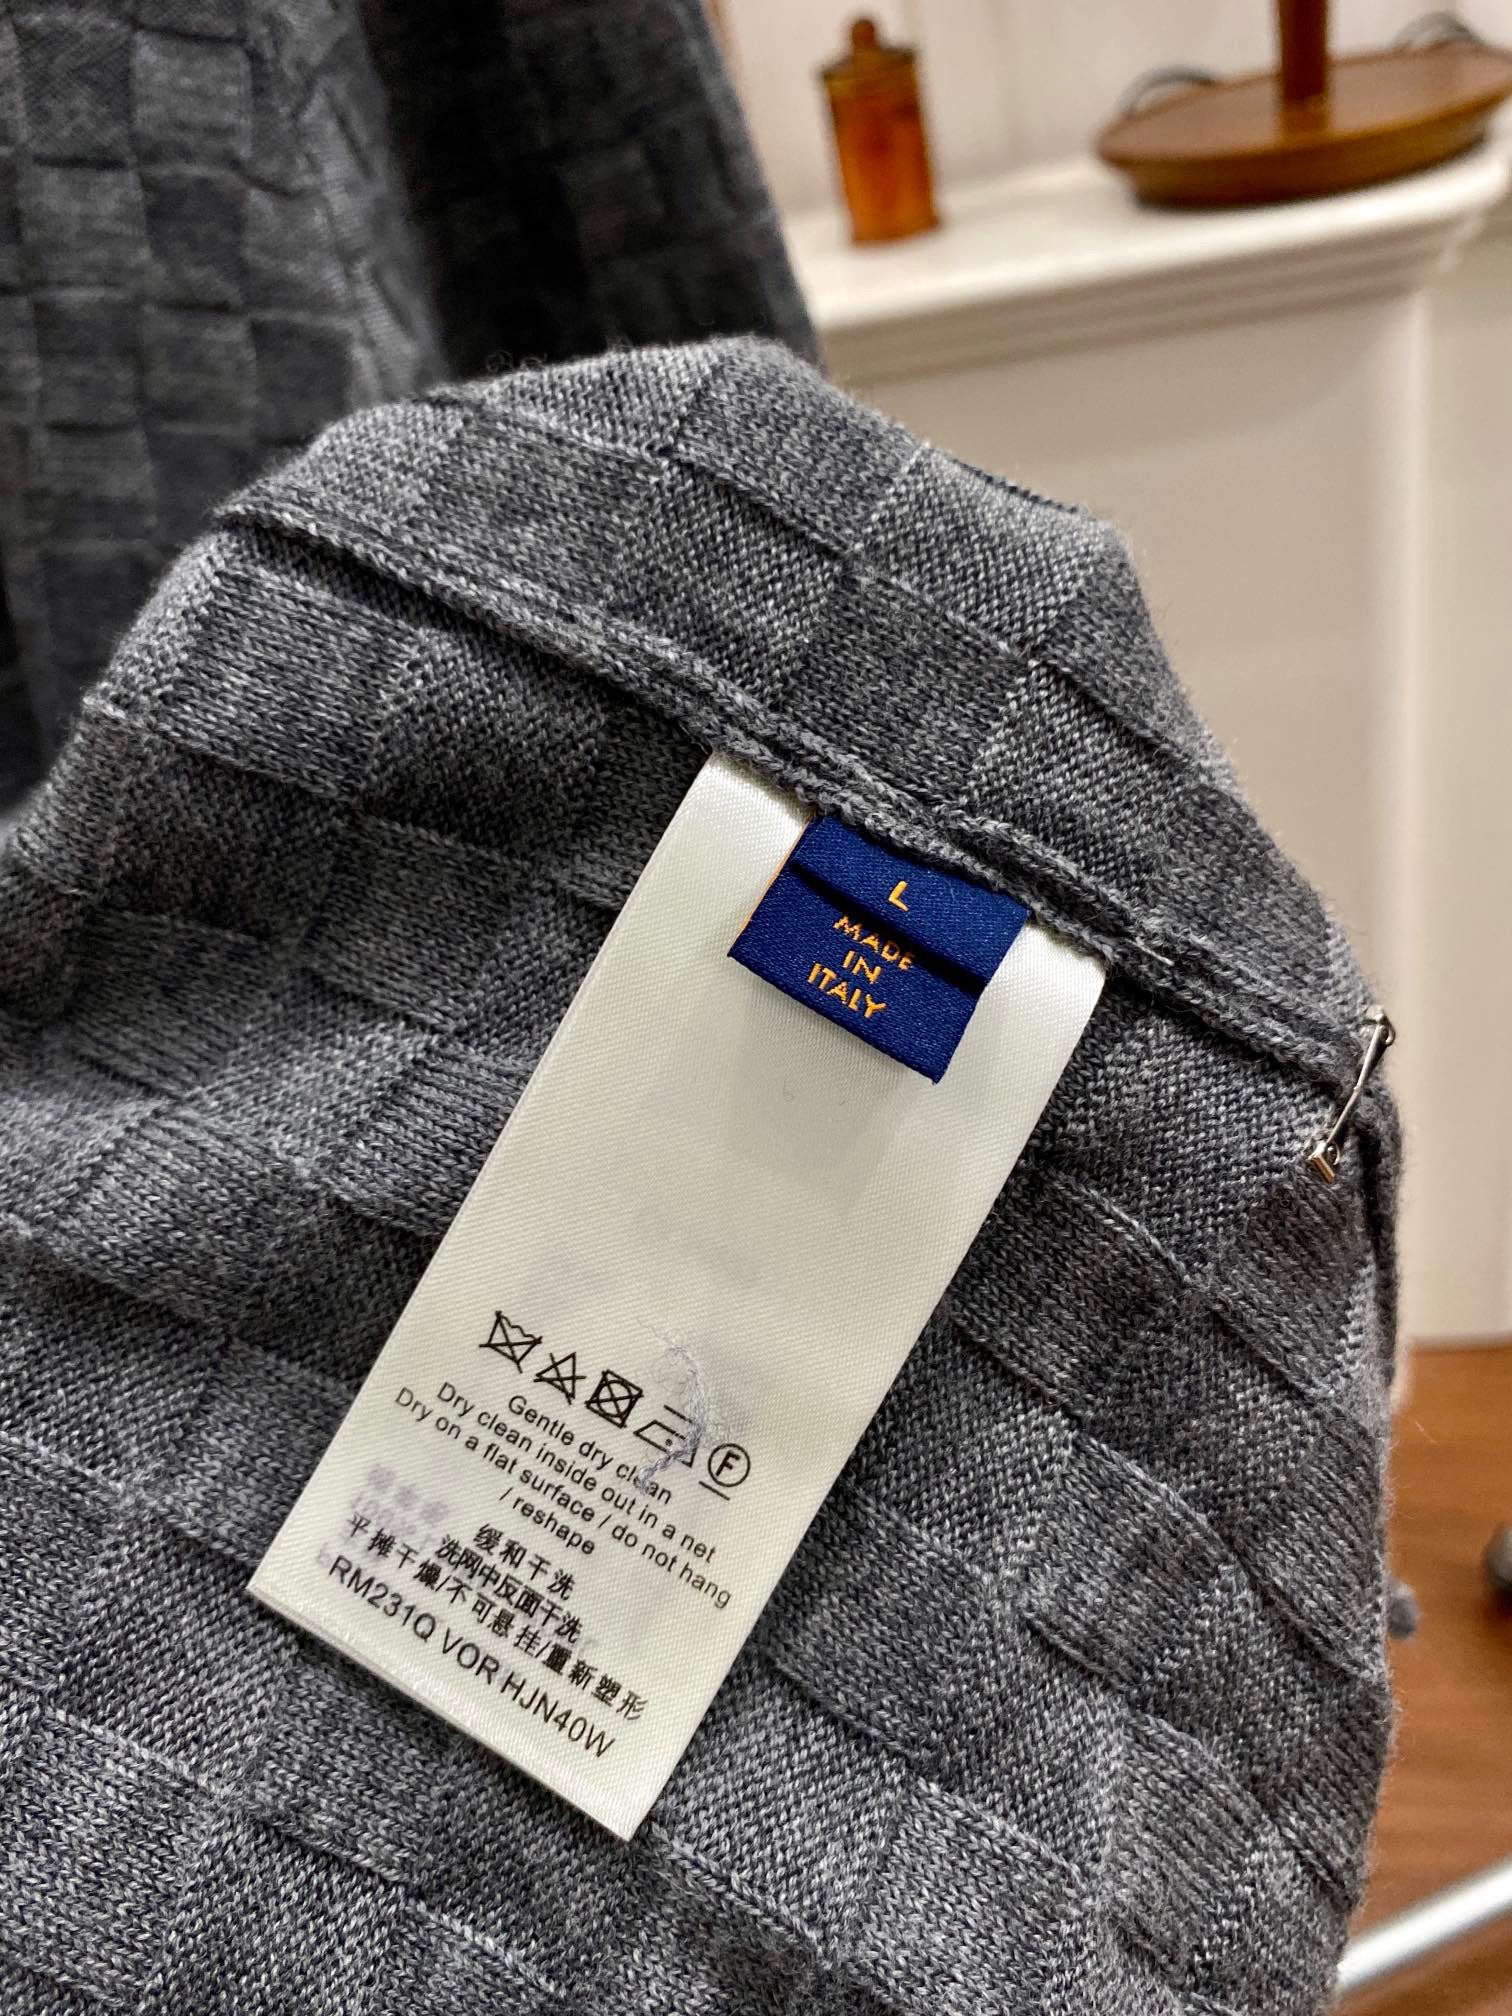 L
MADE
IN
ITALY
F
Gentle dry clean
Dry clean inside out in a net
Dry on a flat surface / do not hang
/ reshape
缓和干洗
洗网中反面干洗
平摊干燥/不可悬挂/重新塑形
RM231Q VOR HJN40W